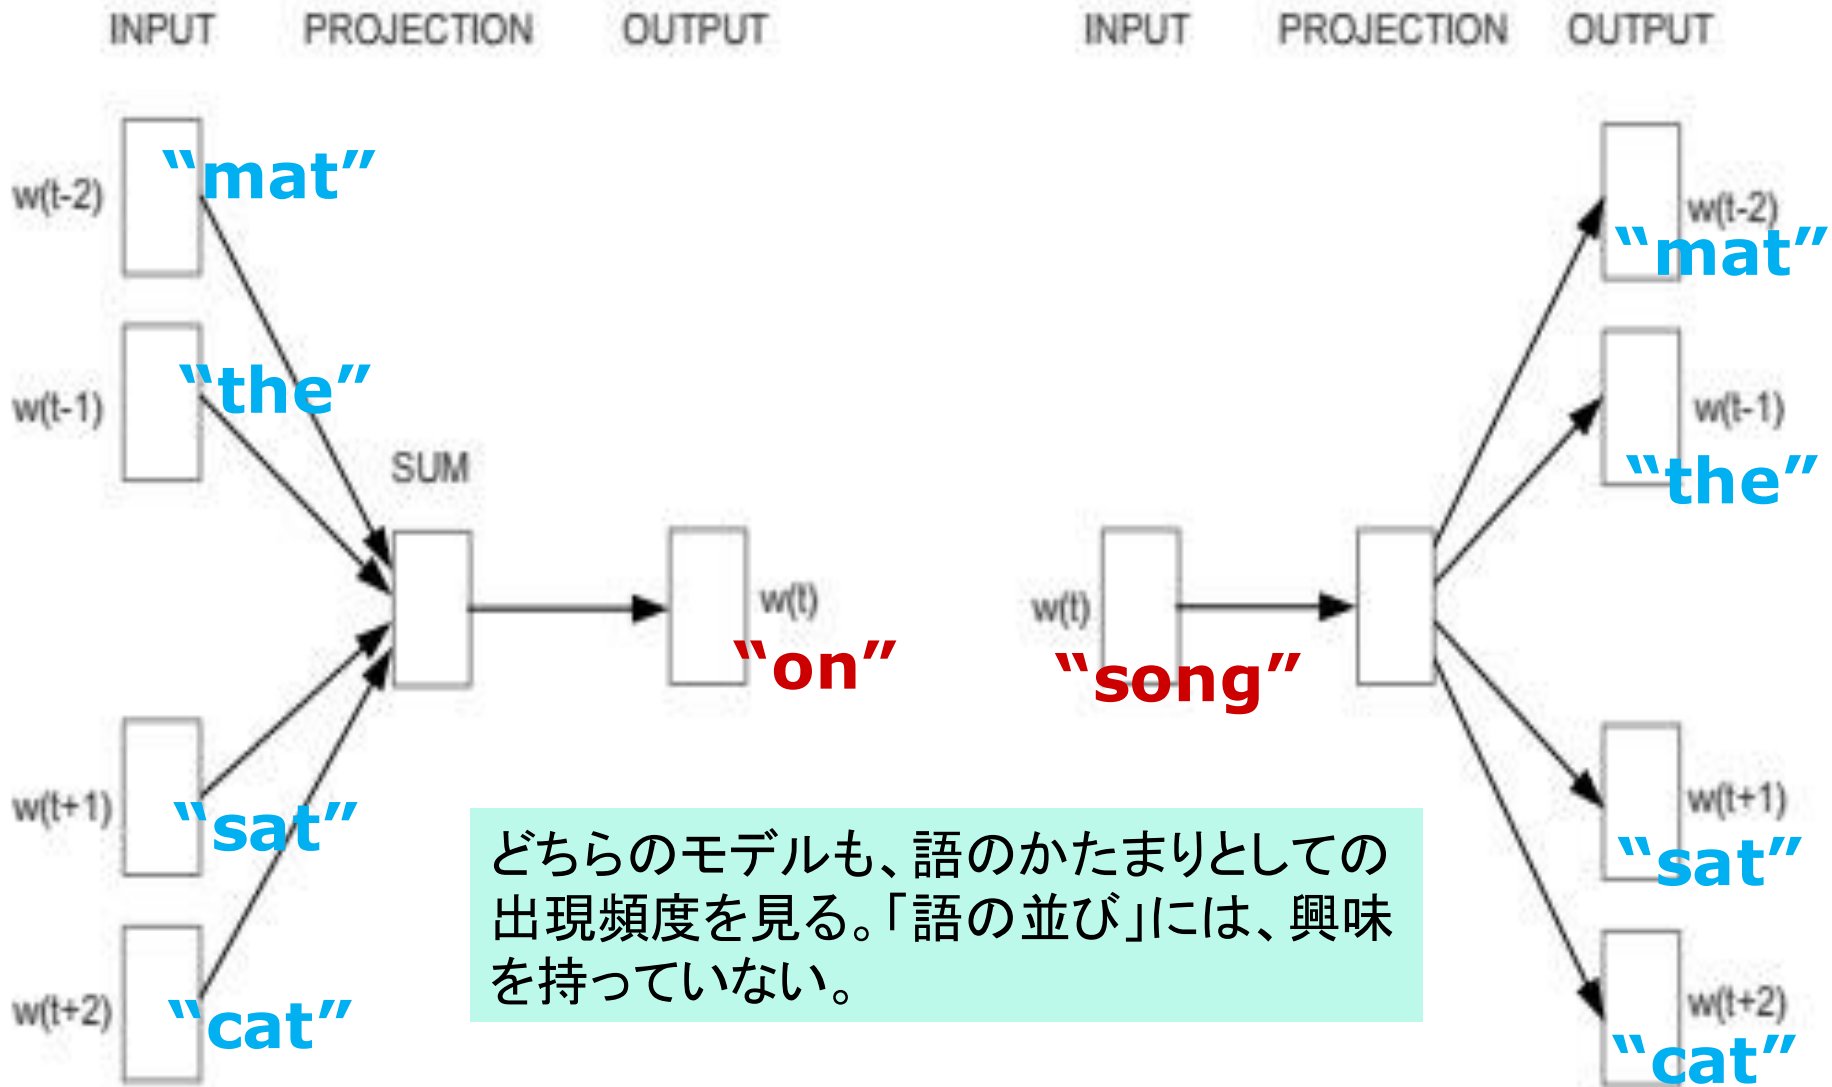 INPUT PROJECTION OUTPUT
w(t-2) “mat”
w(t-1) “the”
SUM
w(t)
“on”
w(t+1) “sat”
w(t+2) “cat”
INPUT PROJECTION OUTPUT
w(t-2)
“mat”
w(t-1)
“the”
w(t)
“song”
w(t+1)
“sat”
w(t+2)
“cat”
どちらのモデルも、語のかたまりとしての
出現頻度を見る。「語の並び」には、興味
を持っていない。